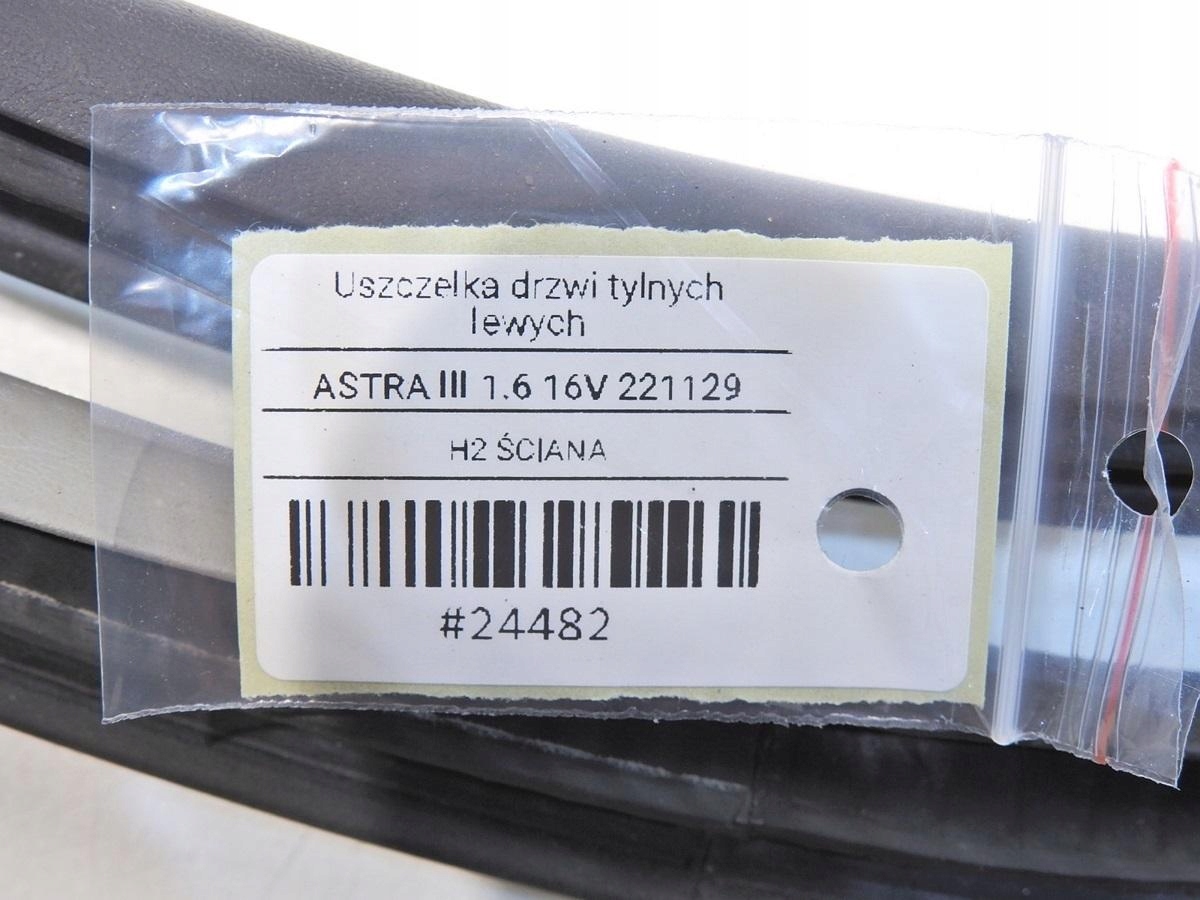 Uszczelka drzwi tylnych
lewych
ASTRA III 1.6 16V 221129
H2 ŚCIANA
#24482